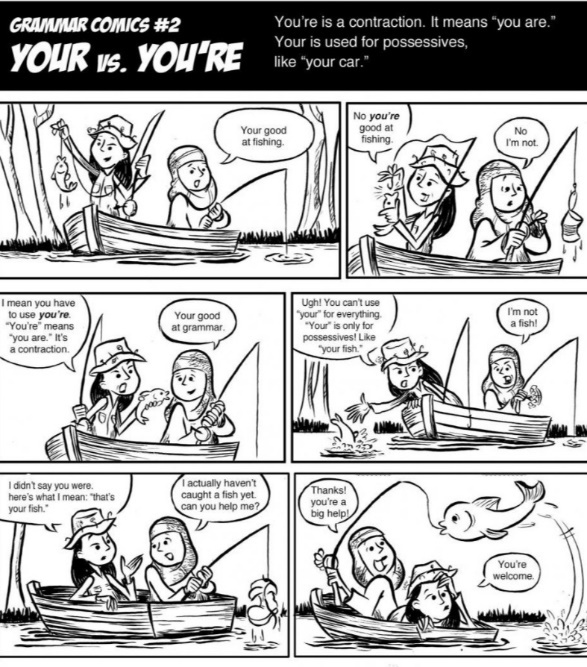 GRAMMAR COMICS #2
YOUR VS. YOU'RE
You're is a contraction. It means “you are.”
Your is used for possessives,
like “your car.”
Your good
at fishing.
No you're
good at
fishing.
No
I'm not.
I mean you have
to use you're.
“You're” means
“you are.” It's
a contraction.
Your good
at grammar.
Ugh! You can't use
“your” for everything.
“Your” is only for
possessives! Like
“your fish.”
I'm not
a fish!
I didn't say you were.
here's what I mean: “that's
your fish.”
I actually haven't
caught a fish yet.
can you help me?
Thanks!
you're a
big help!
You're
welcome.